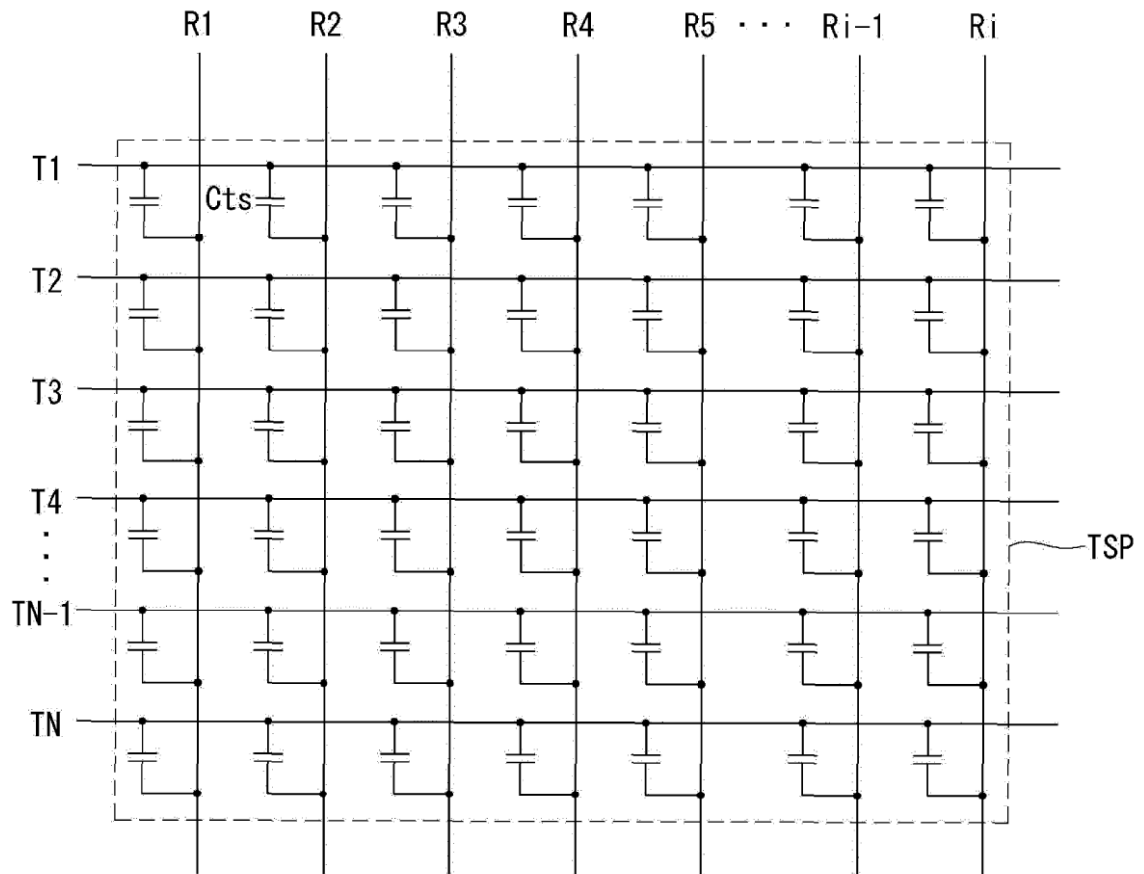 R1 R2 R3 R4 R5 ··· Ri-1 Ri
T1
Cts
T2
T3
T4
⋮
TSP
TN-1
TN